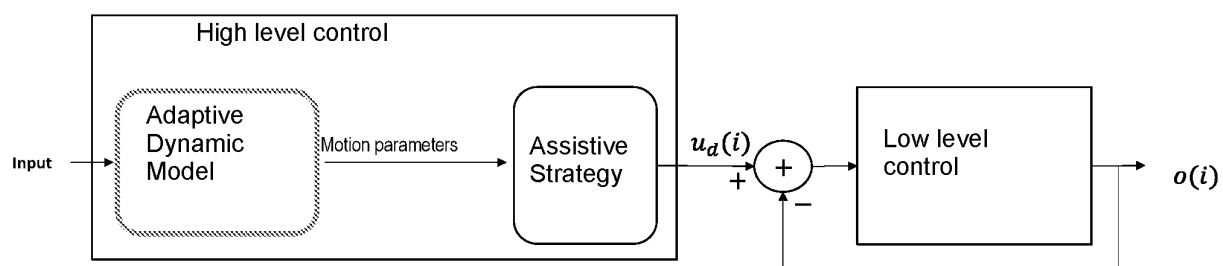 High level control
Input
Adaptive
Dynamic
Model
Motion parameters
Assistive
Strategy
u_d(i)
+
+
−
Low level
control
o(i)